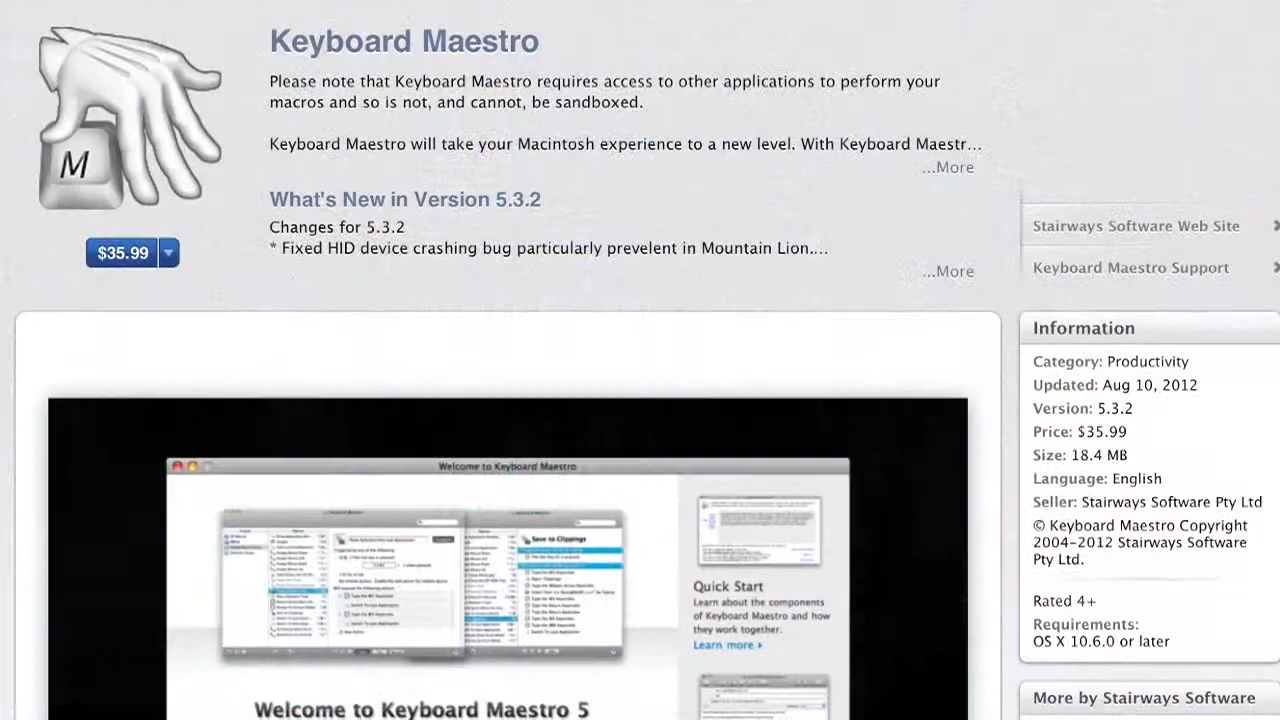 Keyboard Maestro
Please note that Keyboard Maestro requires access to other applications to perform your
macros and so is not, and cannot, be sandboxed.
Keyboard Maestro will take your Macintosh experience to a new level. With Keyboard Maestr...
...More
M
What's New in Version 5.3.2
Changes for 5.3.2
* Fixed HID device crashing bug particularly prevelent in Mountain Lion....
...More
$35.99
Stairways Software Web Site
Keyboard Maestro Support
Information
Category: Productivity
Updated: Aug 10, 2012
Version: 5.3.2
Price: $35.99
Size: 18.4 MB
Language: English
Seller: Stairways Software Pty Ltd
© Keyboard Maestro Copyright
2004-2012 Stairways Software
Pty Ltd.
Rated 4+
Requirements:
OS X 10.6.0 or later
More by Stairways Software
Welcome to Keyboard Maestro
Save to Clippings
Quick Start
Learn about the components
of Keyboard Maestro and how
they work together.
Learn more
Welcome to Keyboard Maestro 5